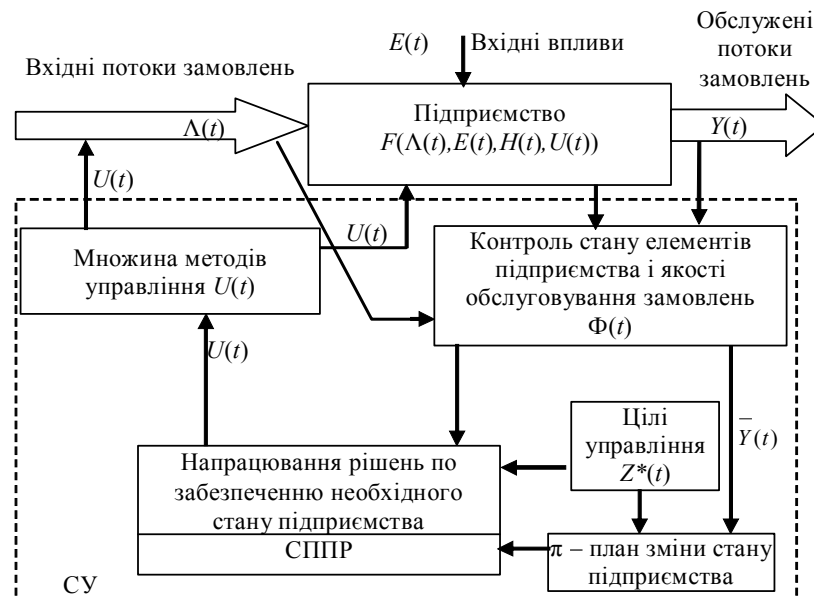 Обслужені
потоки
замовлень
E(t) Вхідні впливи
Вхідні потоки замовлень
Λ(t)
Підприємство
F(Λ(t),E(t),H(t),U(t))
Y(t)
U(t)
U(t)
Множина методів
управління U(t)
Контроль стану елементів
підприємства і якості
обслуговування замовлень
Φ(t)
U(t)
Цілі
управління
Z*(t)
Y̅(t)
Напрацювання рішень по
забезпеченню необхідного
стану підприємства
СППР
π – план зміни стану
підприємства
СУ